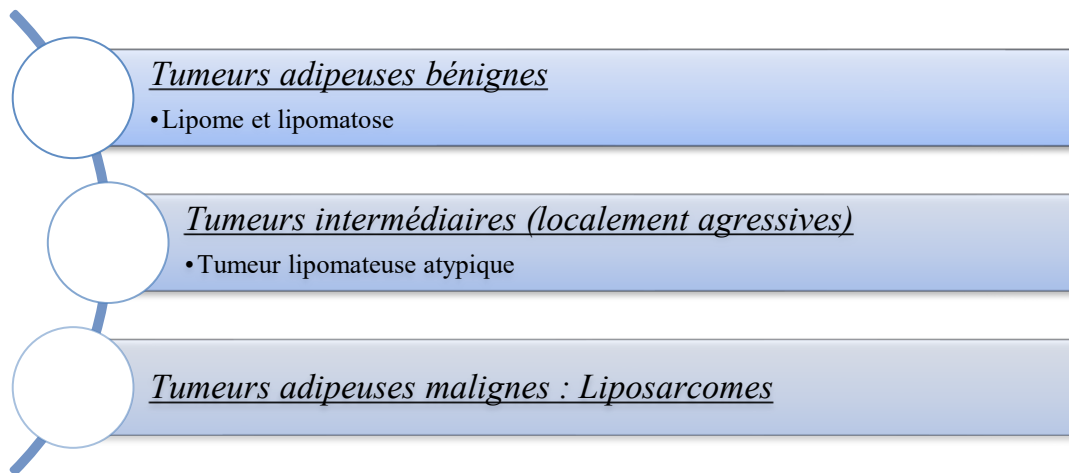 Tumeurs adipeuses bénignes
•Lipome et lipomatose
Tumeurs intermédiaires (localement agressives)
•Tumeur lipomateuse atypique
Tumeurs adipeuses malignes : Liposarcomes